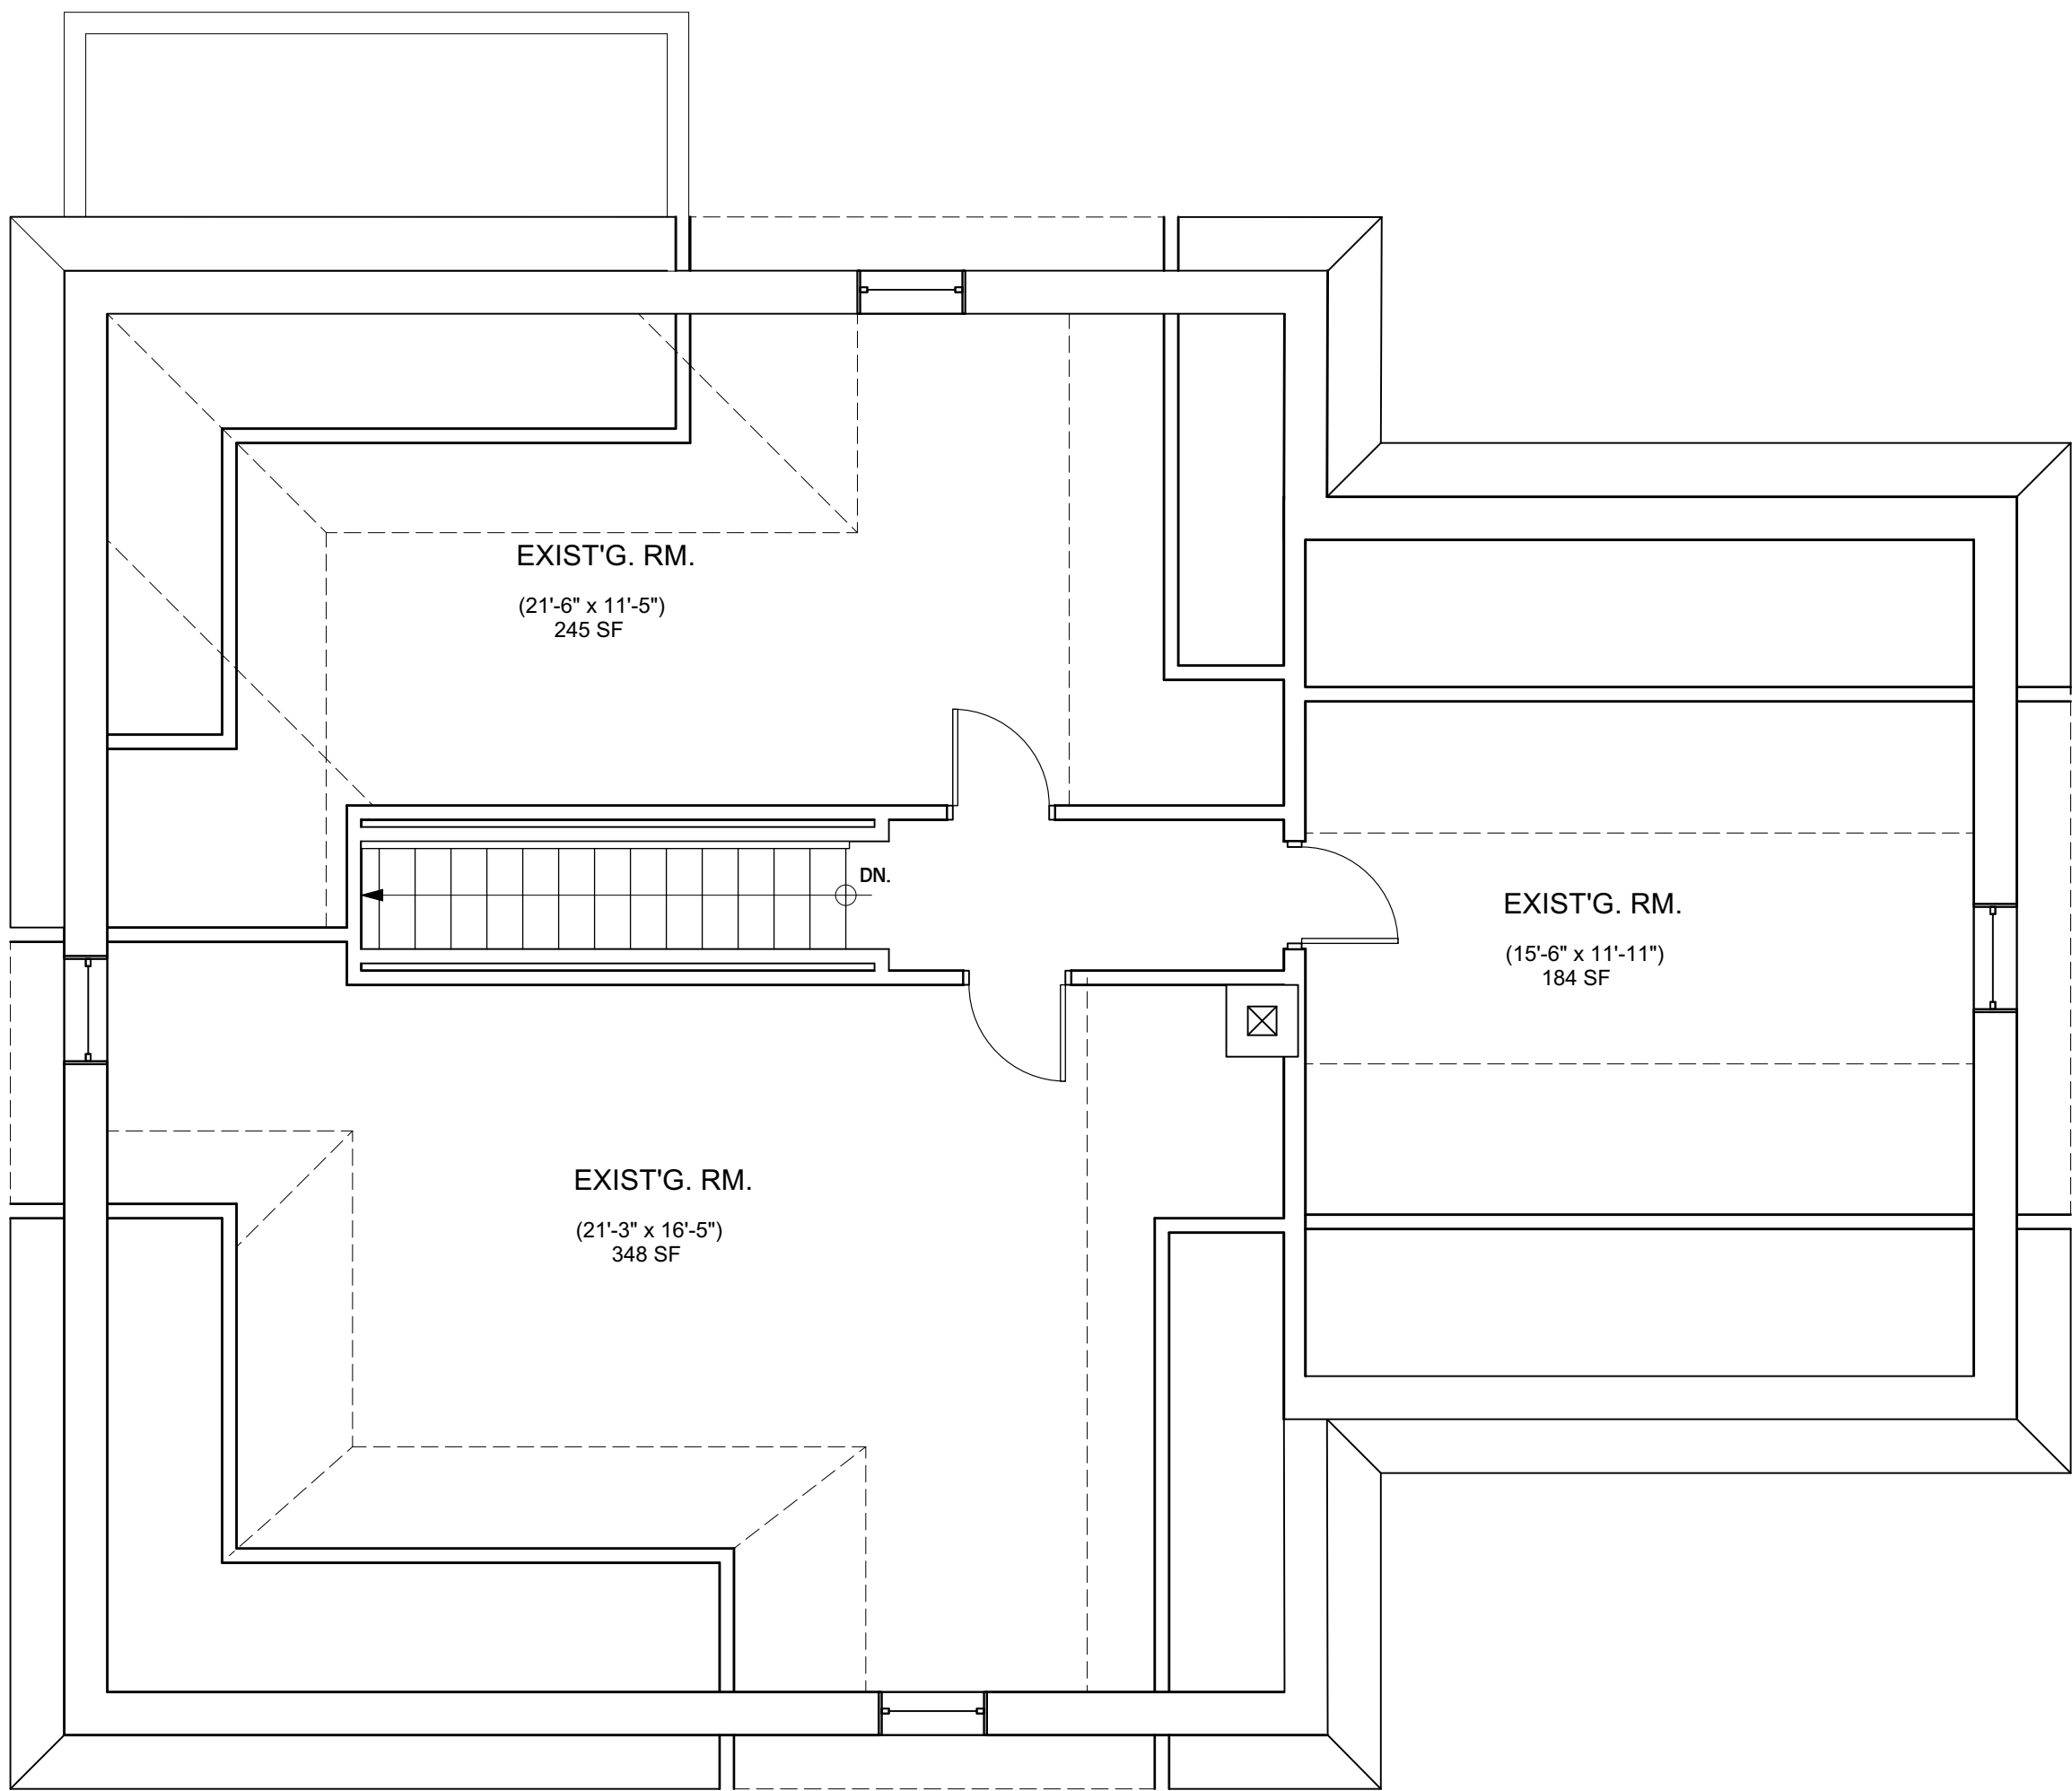 EXIST'G. RM.
(21'-6" x 11'-5")
245 SF
DN.
EXIST'G. RM.
(15'-6" x 11'-11")
184 SF
EXIST'G. RM.
(21'-3" x 16'-5")
348 SF